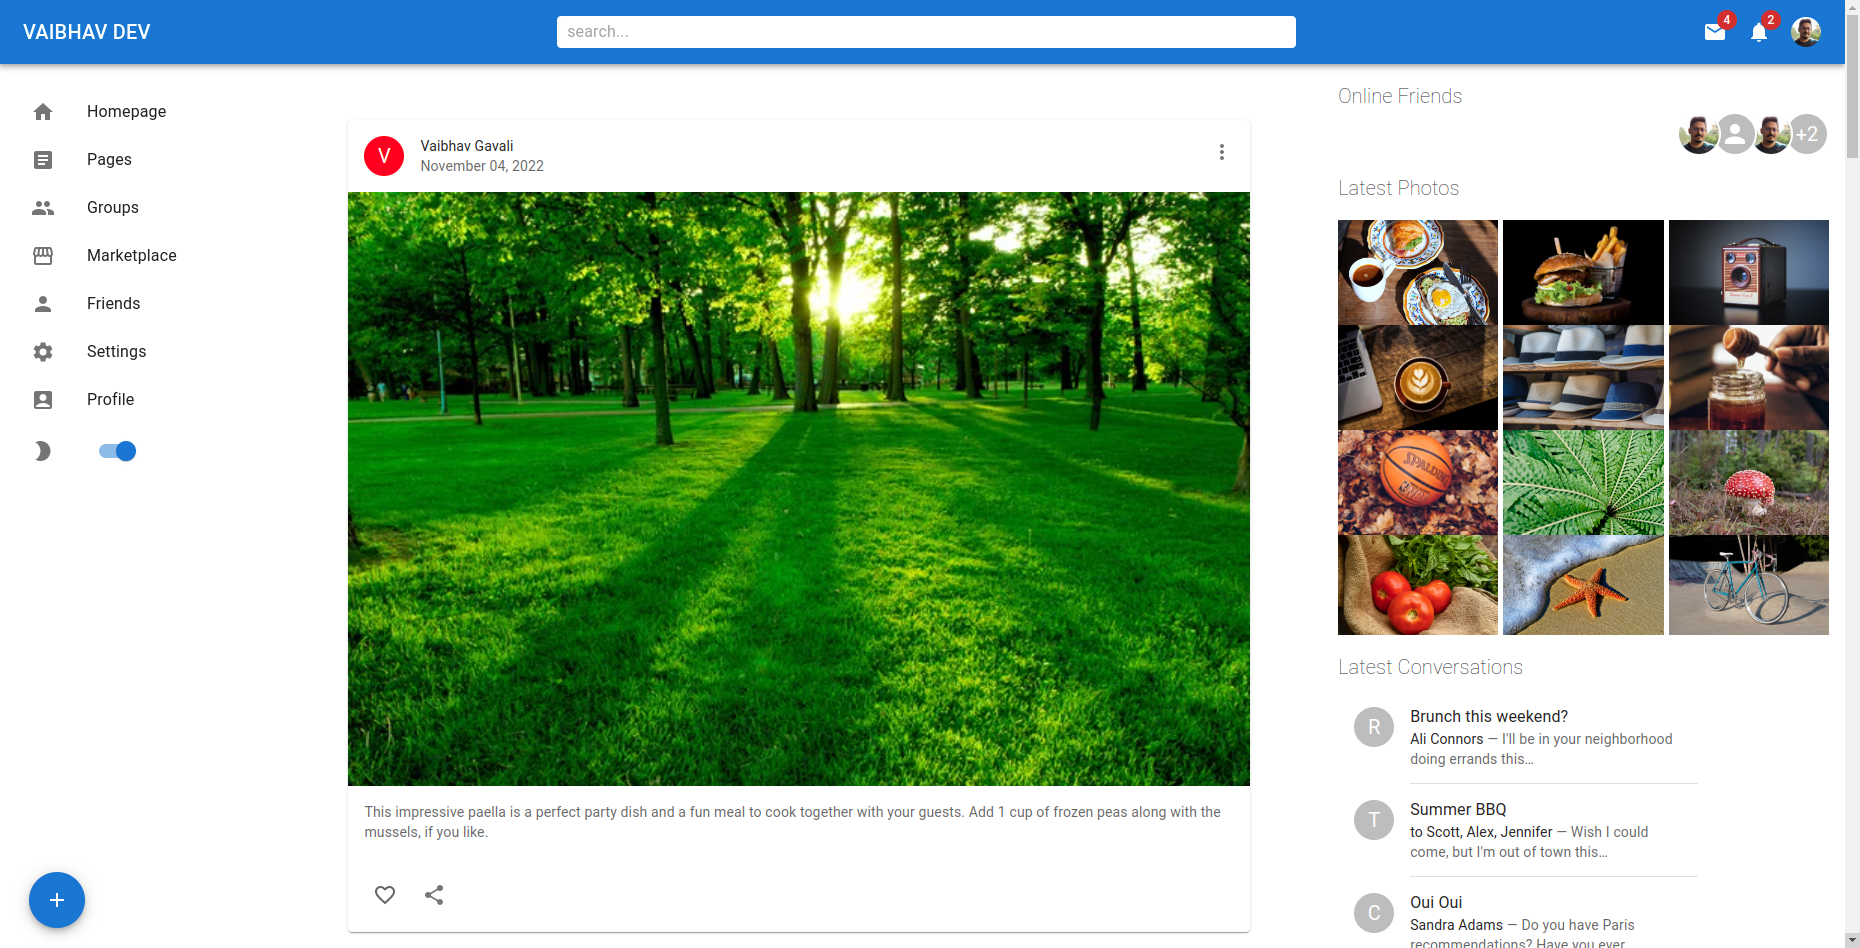 VAIBHAV DEV
search...
4
2
Homepage
Pages
Groups
Marketplace
Friends
Settings
Profile
V
Vaibhav Gavali
November 04, 2022
This impressive paella is a perfect party dish and a fun meal to cook together with your guests. Add 1 cup of frozen peas along with the
mussels, if you like.
Online Friends
+2
Latest Photos
SPALDING
Latest Conversations
R
Brunch this weekend?
Ali Connors — I'll be in your neighborhood
doing errands this…
T
Summer BBQ
to Scott, Alex, Jennifer — Wish I could
come, but I'm out of town this…
C
Oui Oui
Sandra Adams — Do you have Paris
recommendations? Have you ever